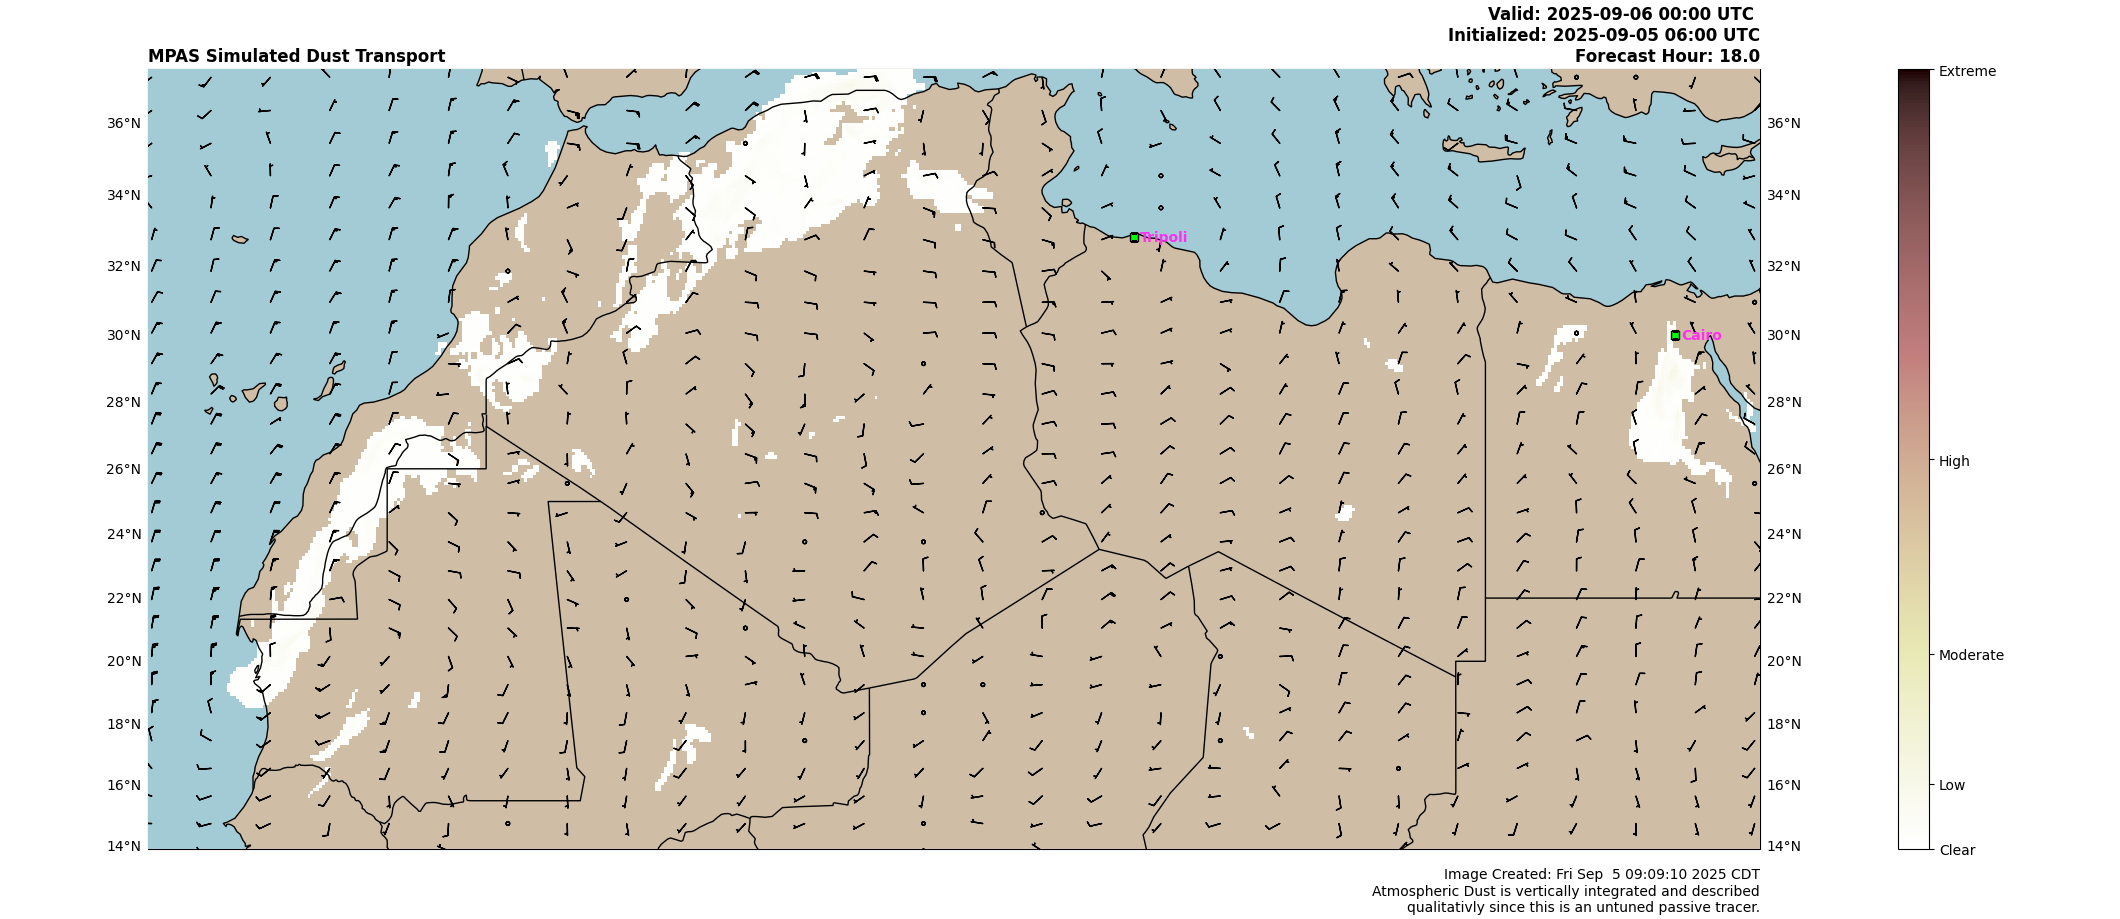 Valid: 2025-09-06 00:00 UTC
Initialized: 2025-09-05 06:00 UTC
MPAS Simulated Dust Transport
Forecast Hour: 18.0
Extreme
36°N
36°N
34°N
34°N
Tripoli
32°N
32°N
30°N
Cairo
30°N
28°N
28°N
26°N
26°N
High
24°N
24°N
22°N
22°N
20°N
20°N
Moderate
18°N
18°N
16°N
16°N
Low
14°N
14°N
Clear
Image Created: Fri Sep  5 09:09:10 2025 CDT
Atmospheric Dust is vertically integrated and described
qualitativly since this is an untuned passive tracer.